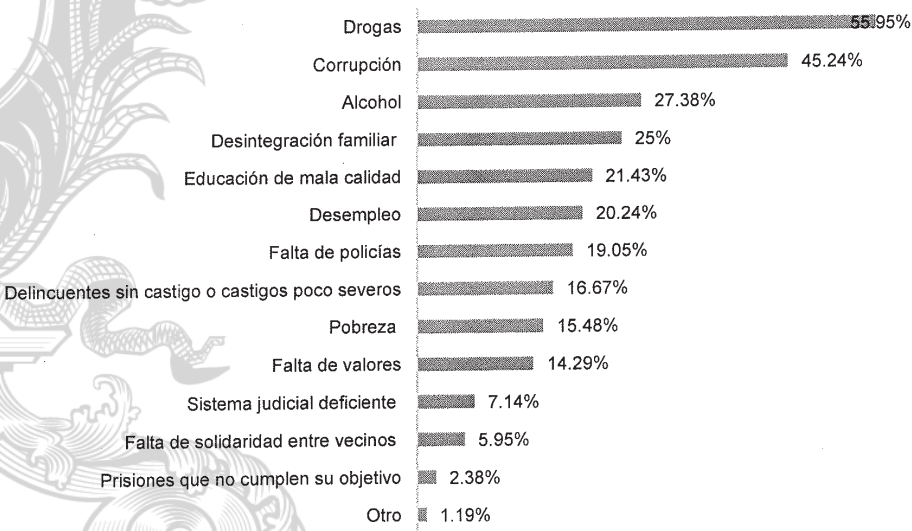 Drogas 55.95%
Corrupción 45.24%
Alcohol 27.38%
Desintegración familiar 25%
Educación de mala calidad 21.43%
Desempleo 20.24%
Falta de policías 19.05%
Delincuentes sin castigo o castigos poco severos 16.67%
Pobreza 15.48%
Falta de valores 14.29%
Sistema judicial deficiente 7.14%
Falta de solidaridad entre vecinos 5.95%
Prisiones que no cumplen su objetivo 2.38%
Otro 1.19%